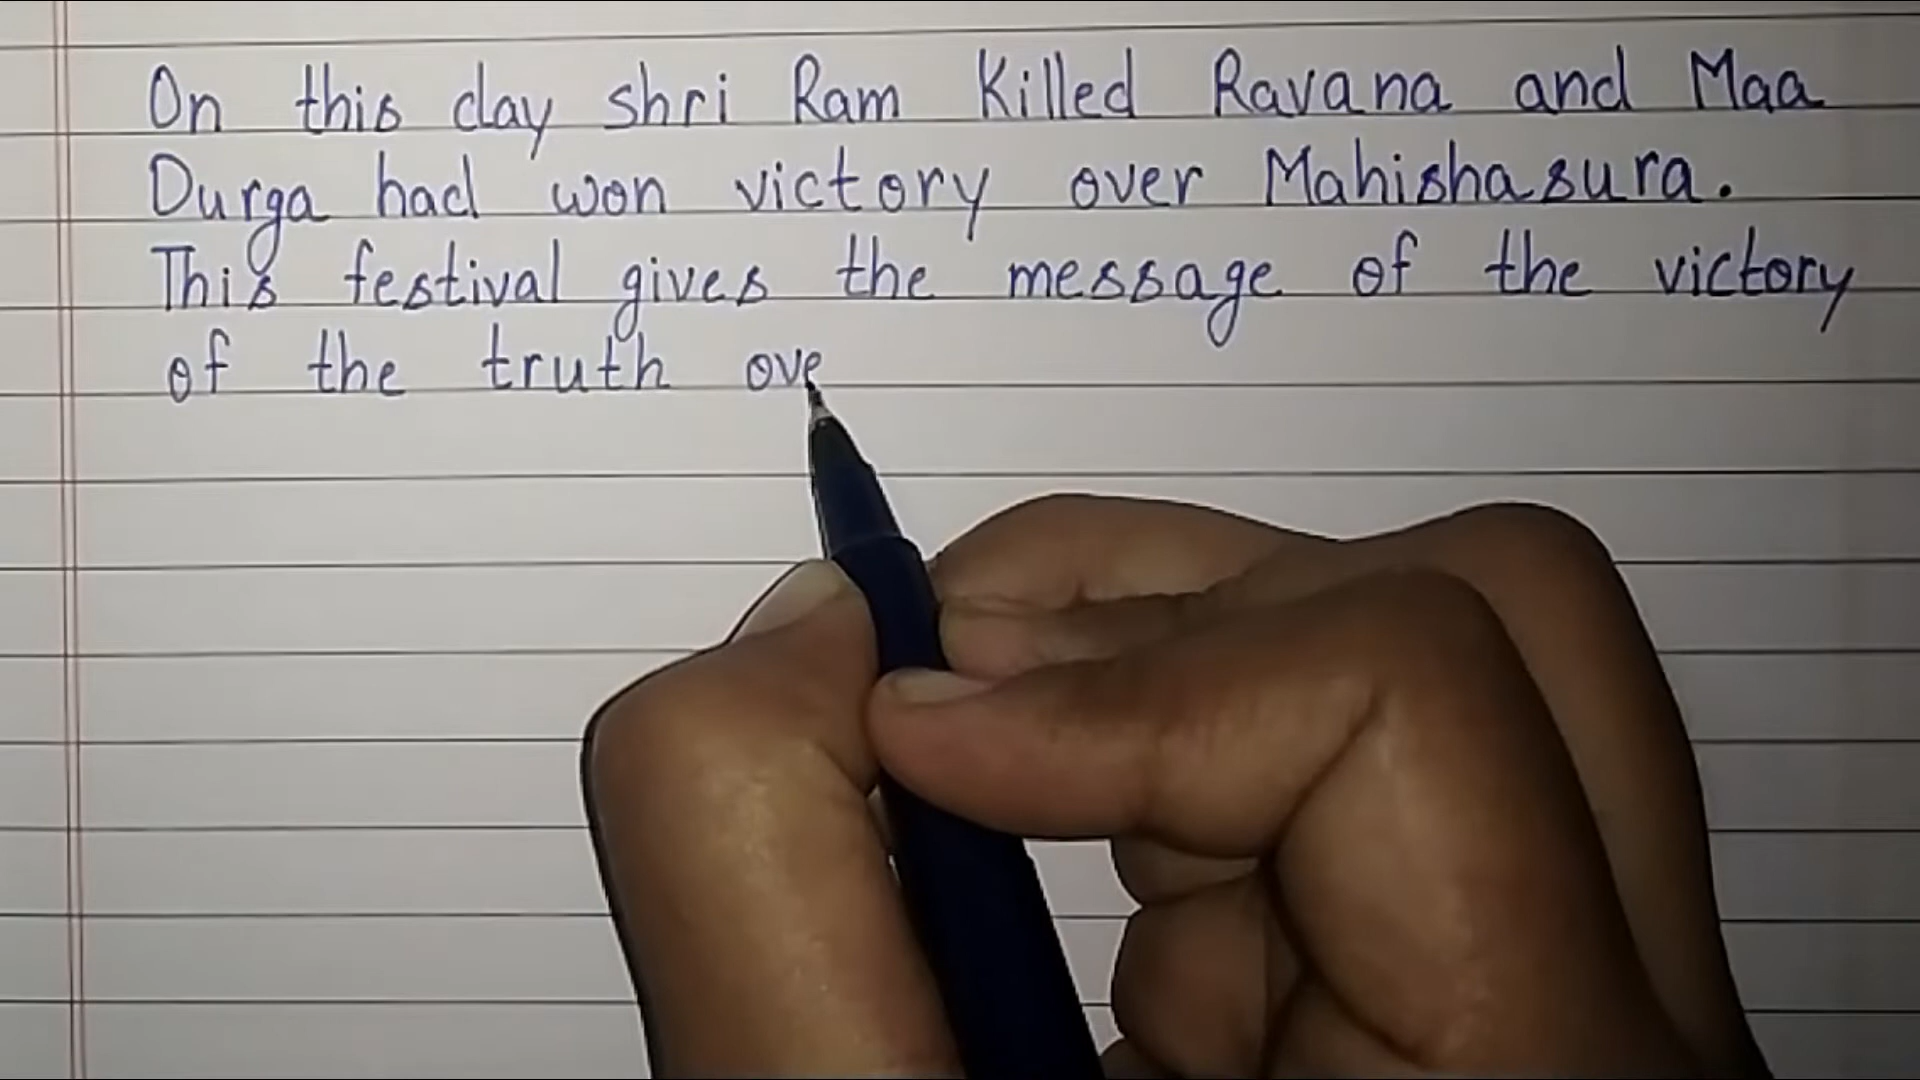 On this day shri Ram Killed Ravana and Maa
Durga had won victory over Mahishasura.
This festival gives the message of the victory
of the truth ove